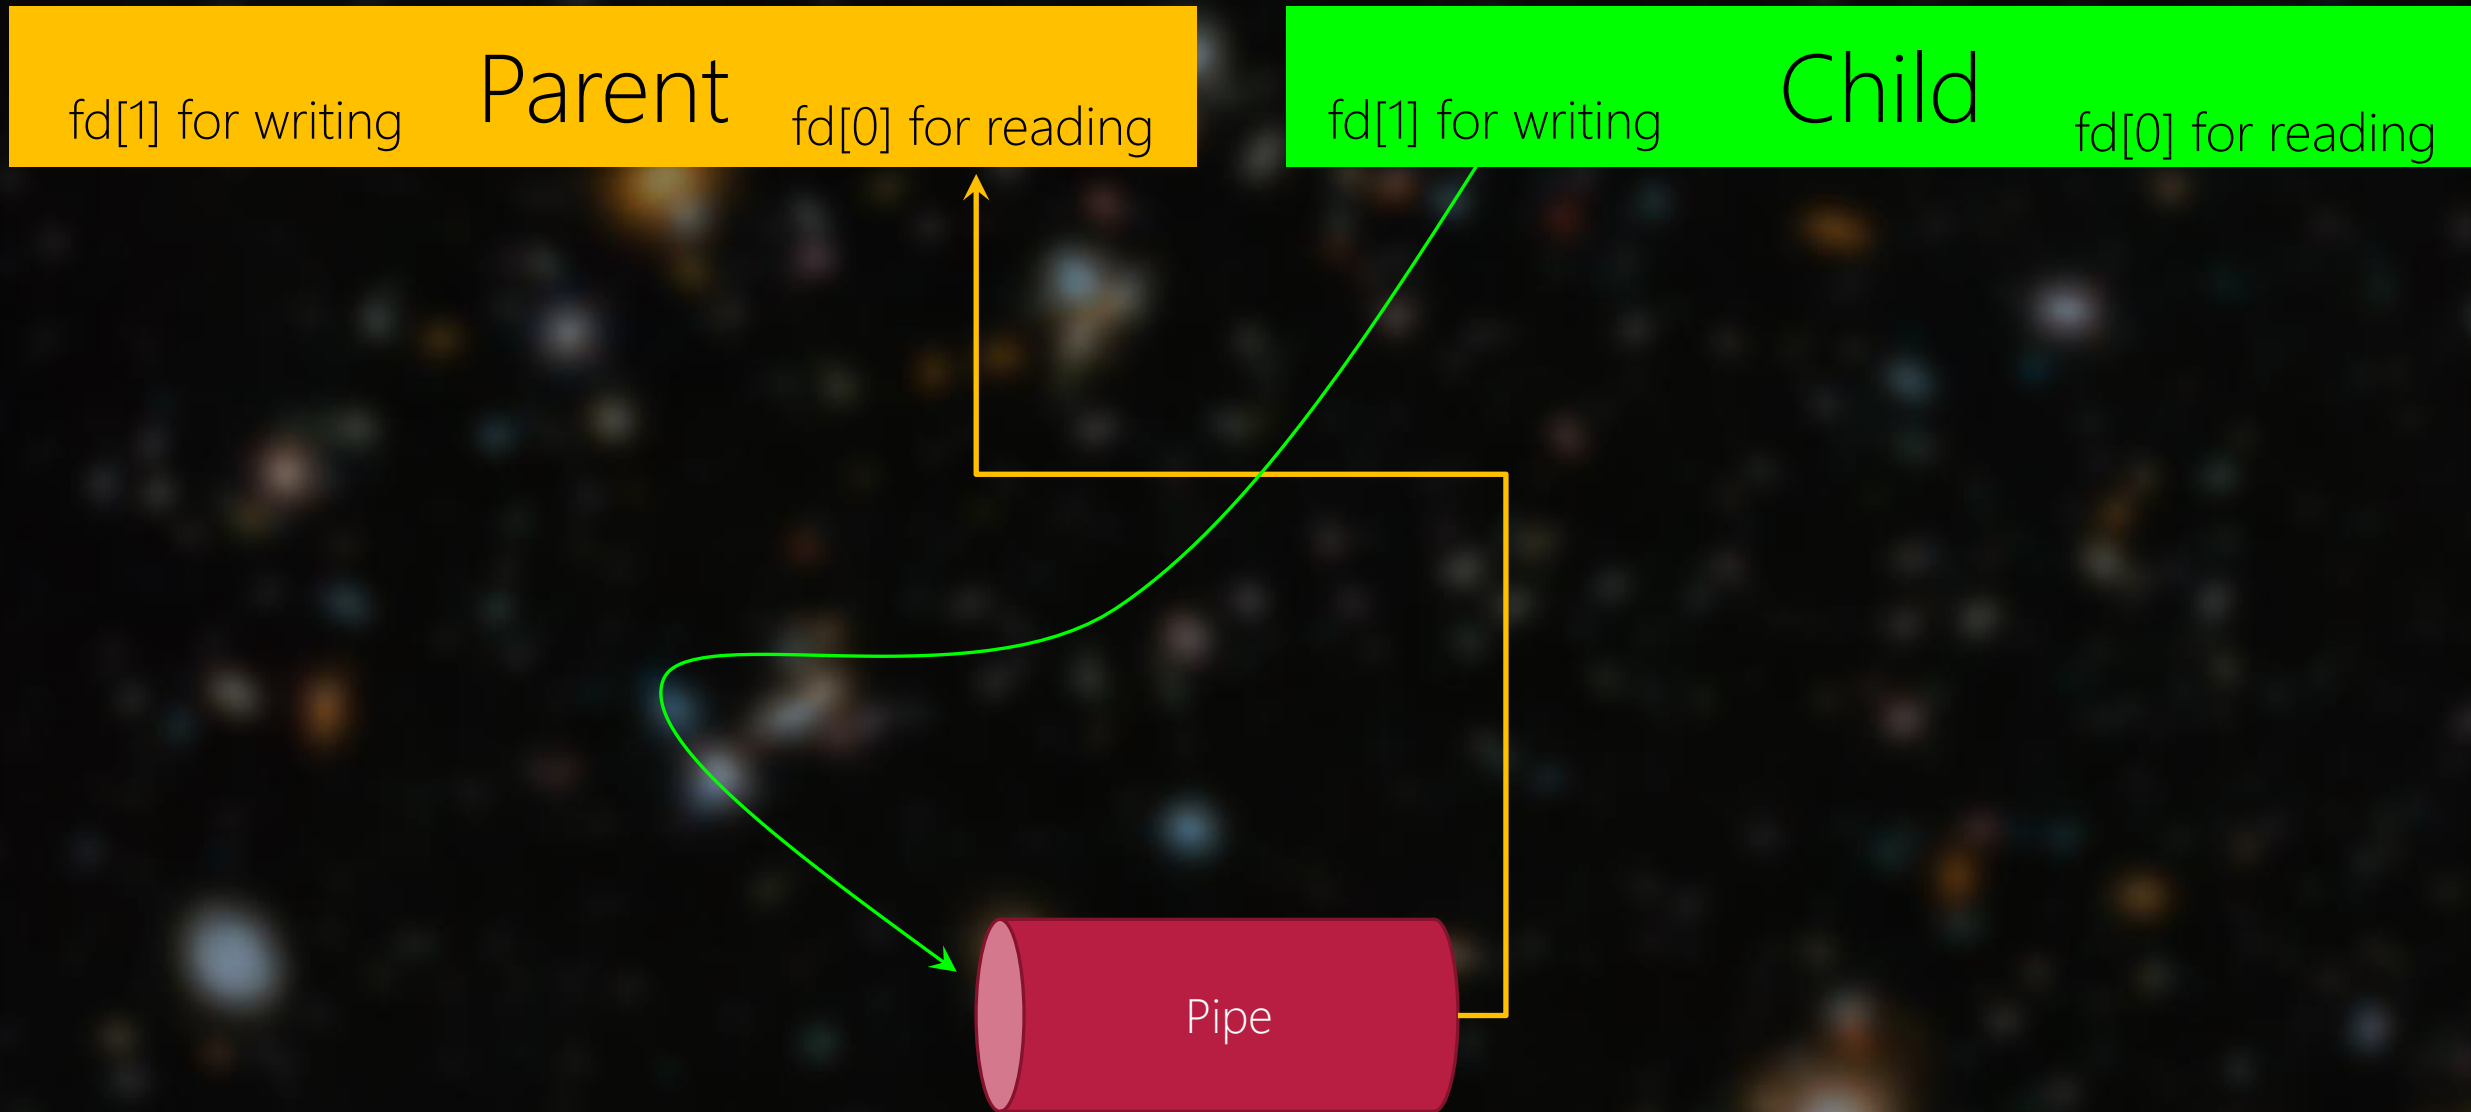 Parent
fd[1] for writing
fd[0] for reading
Child
fd[1] for writing
fd[0] for reading
Pipe